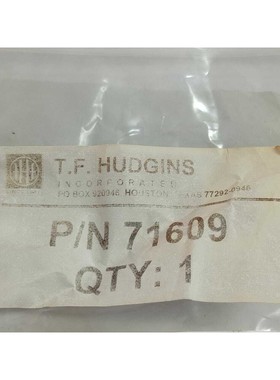 T.F. HUDGINS
INCORPORATED
PO BOX 920946 HOUSTON, TEXAS 77292-0946
P/N 71609
QTY: 1